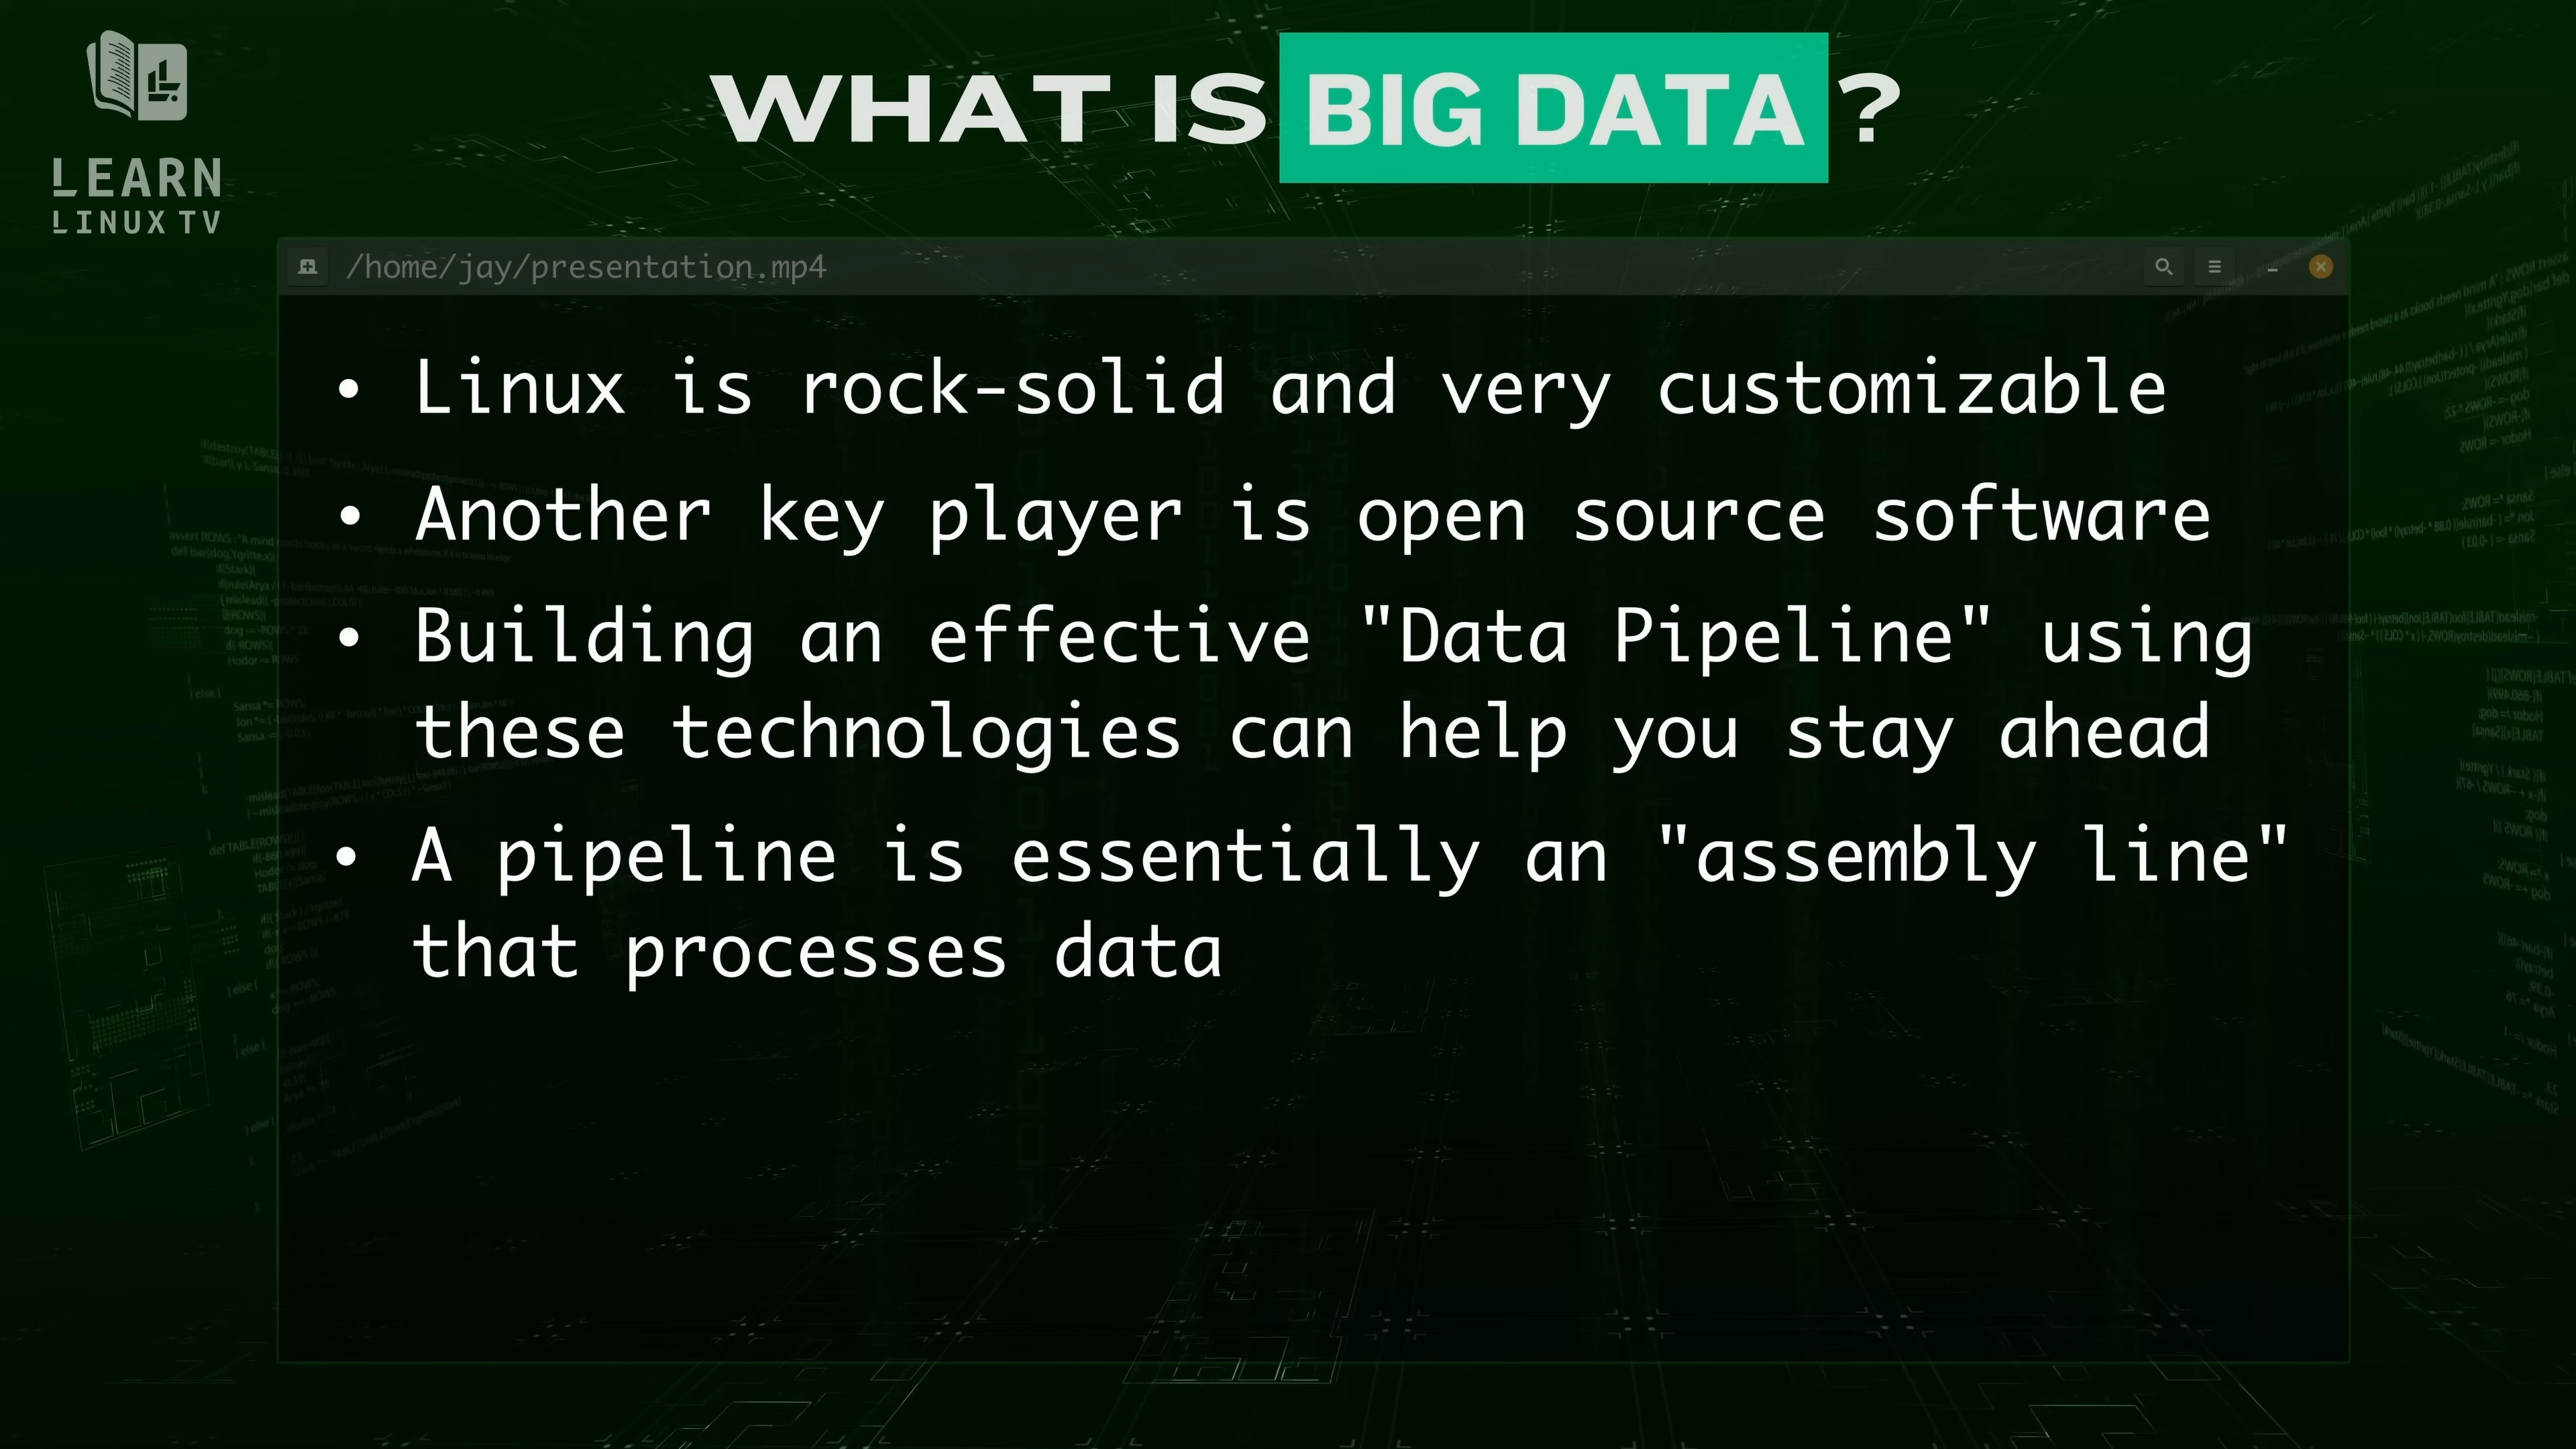 LEARN
LINUX TV
WHAT IS BIG DATA ?
/home/jay/presentation.mp4
• Linux is rock-solid and very customizable
• Another key player is open source software
• Building an effective "Data Pipeline" using
these technologies can help you stay ahead
• A pipeline is essentially an "assembly line"
that processes data